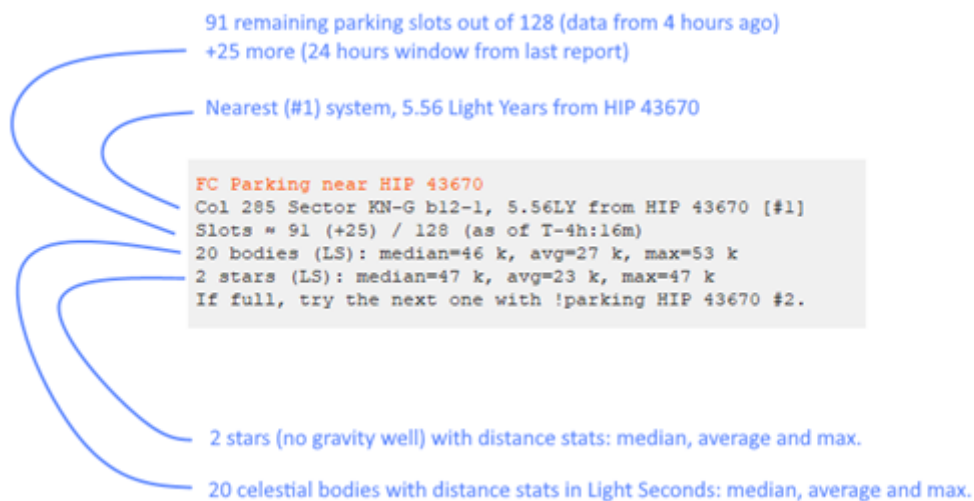 91 remaining parking slots out of 128 (data from 4 hours ago)
+25 more (24 hours window from last report)
Nearest (#1) system, 5.56 Light Years from HIP 43670
FC Parking near HIP 43670
Col 285 Sector KN-G b12-1, 5.56LY from HIP 43670 [#1]
Slots ≈ 91 (+25) / 128 (as of T-4h:16m)
20 bodies (LS): median=46 k, avg=27 k, max=53 k
2 stars (LS): median=47 k, avg=23 k, max=47 k
If full, try the next one with !parking HIP 43670 #2.
2 stars (no gravity well) with distance stats: median, average and max.
20 celestial bodies with distance stats in Light Seconds: median, average and max.